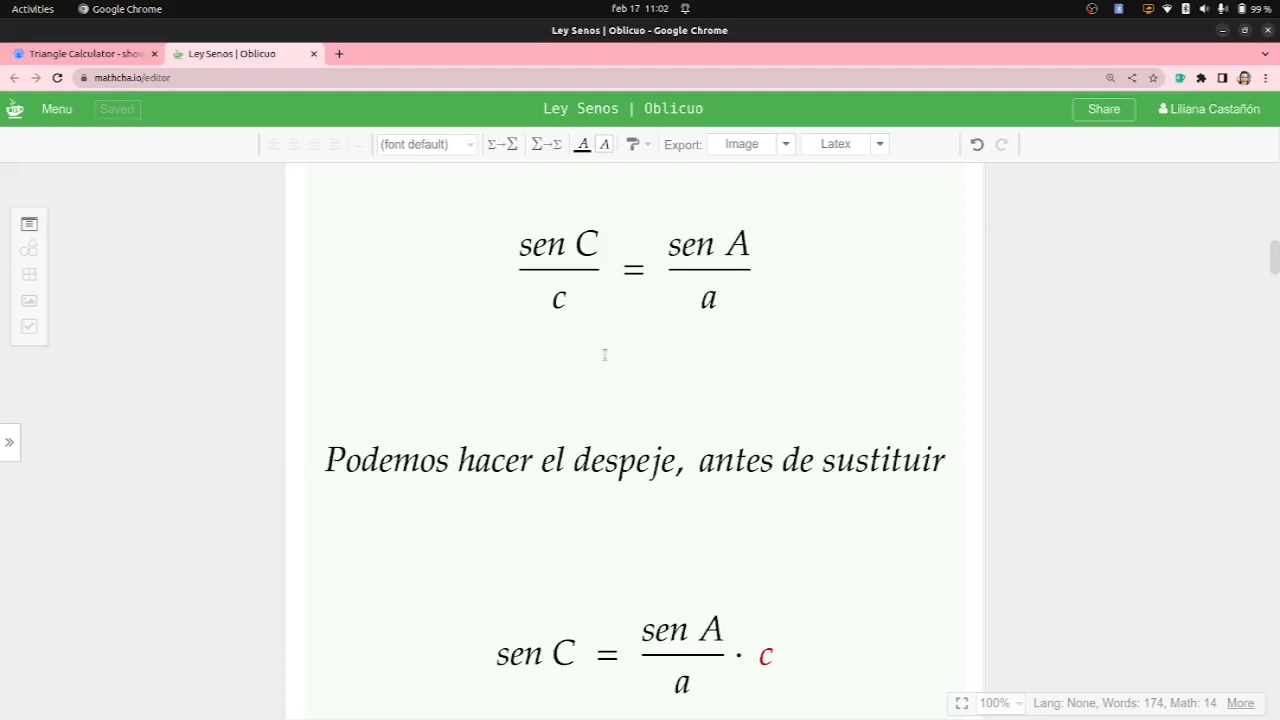 Activities Google Chrome feb 17 11:02 99 %
Ley Senos | Oblicuo - Google Chrome
Triangle Calculator - show × Ley Senos | Oblicuo × +
mathcha.io/editor
Menu Saved Ley Senos | Oblicuo Share Liliana Castañón
(font default) Σ→Σ Σ→Σ A A Export: Image Latex
sen C / c = sen A / a
Podemos hacer el despeje, antes de sustituir
sen C = sen A / a · c
100% Lang: None, Words: 174, Math: 14 More